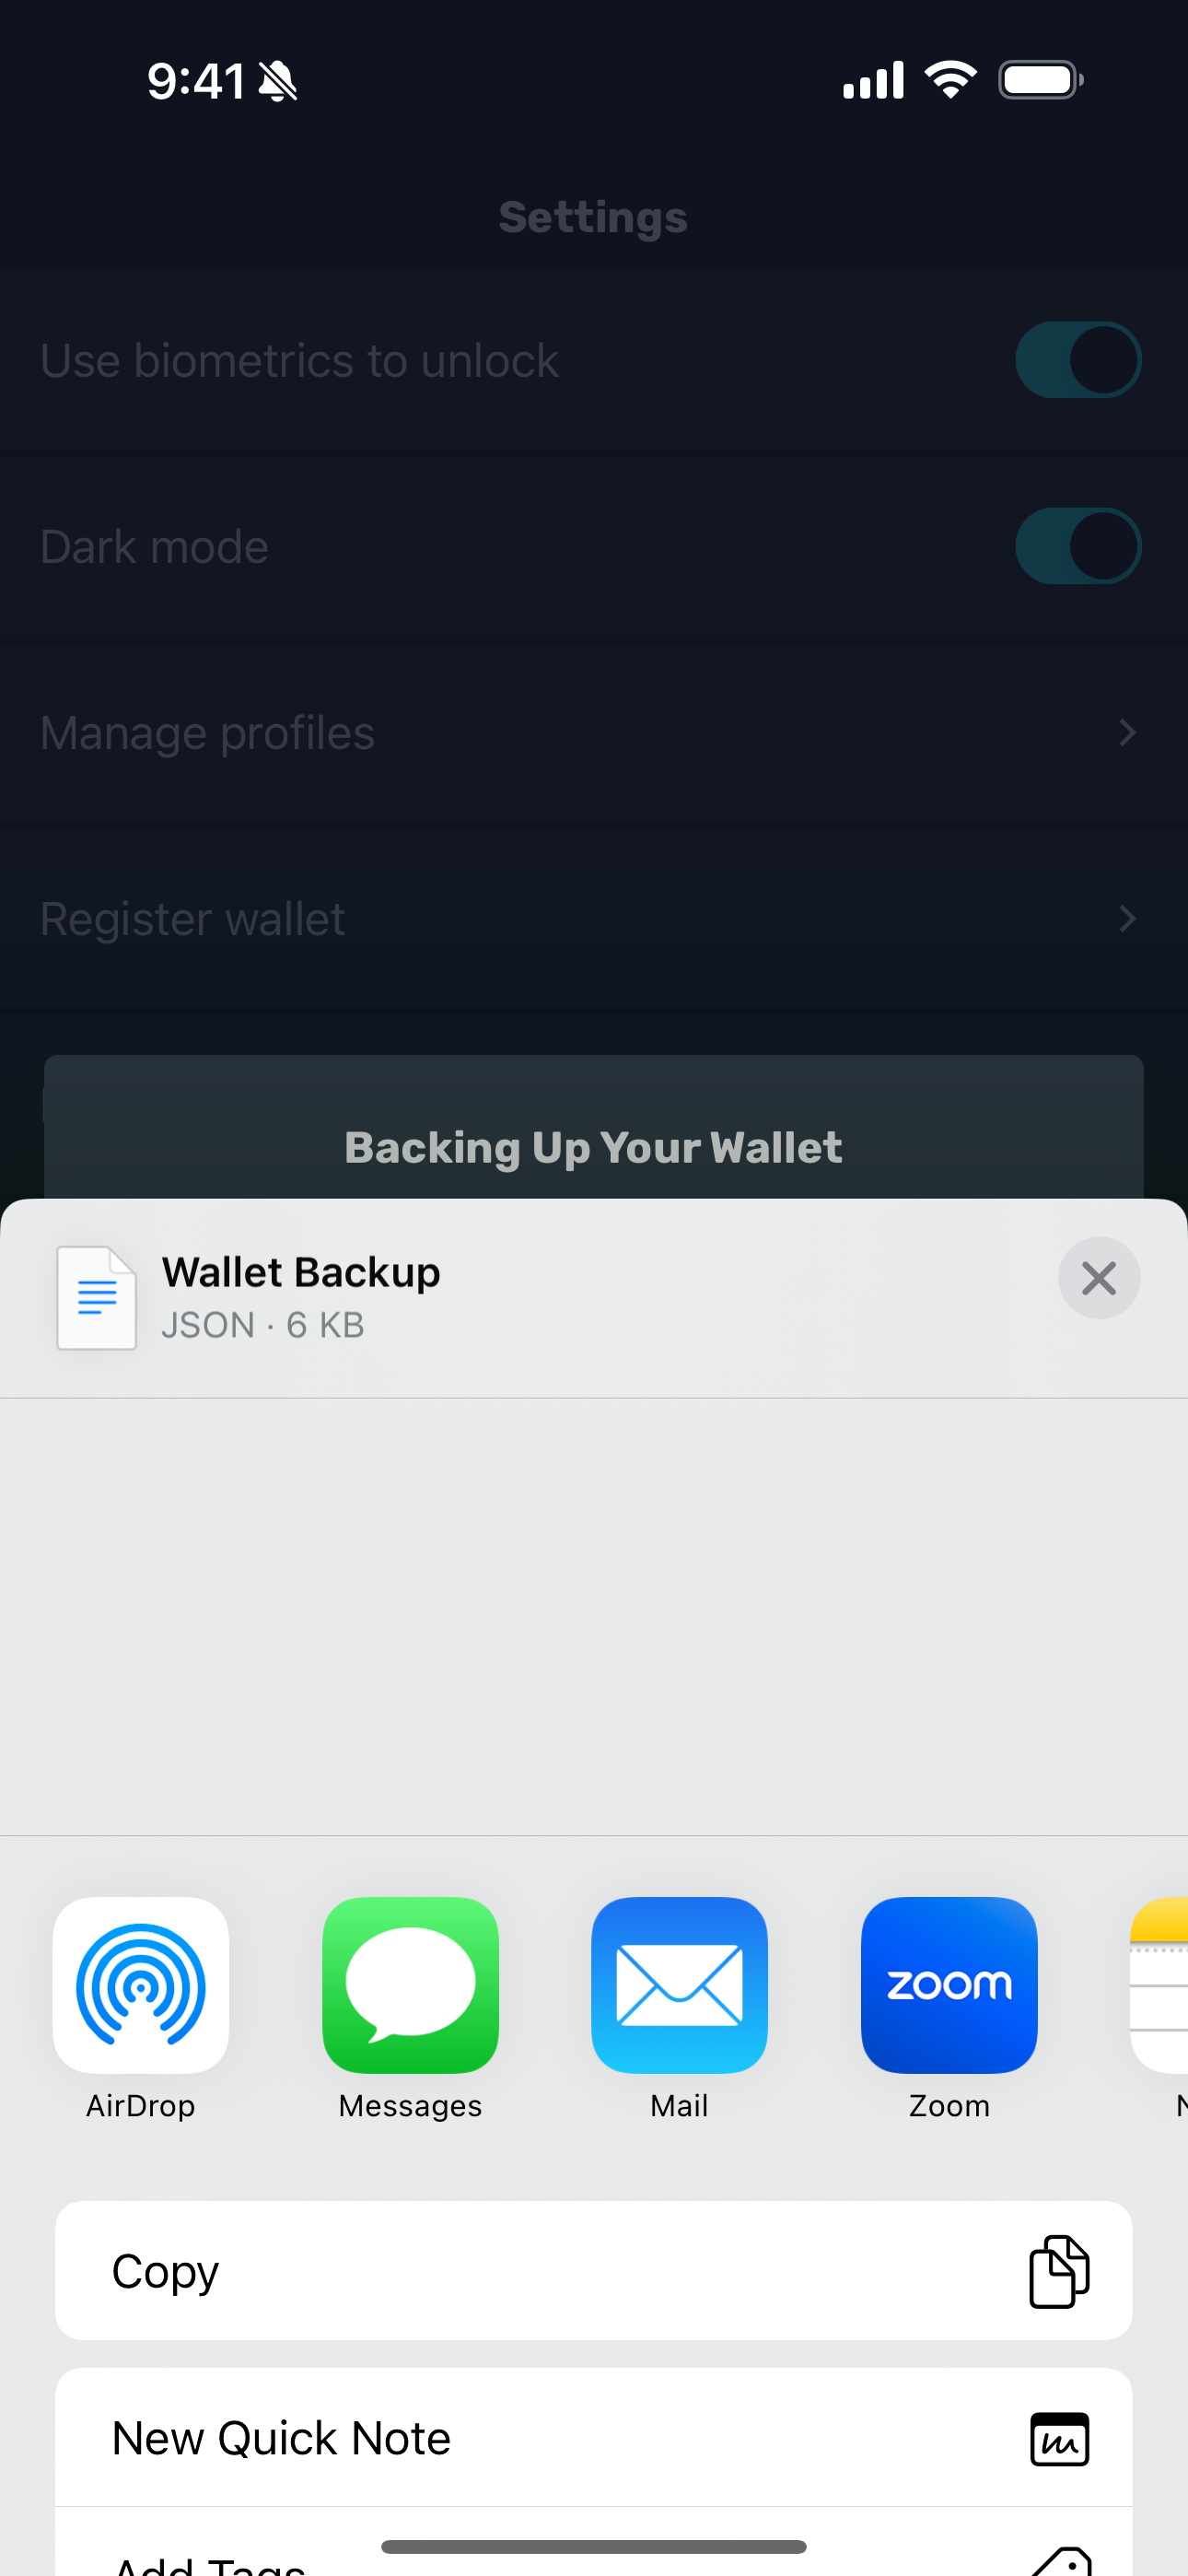 9:41
Settings
Use biometrics to unlock
Dark mode
Manage profiles
Register wallet
Backing Up Your Wallet
Wallet Backup
JSON · 6 KB
zoom
AirDrop
Messages
Mail
Zoom
N
Copy
New Quick Note
Add Tags